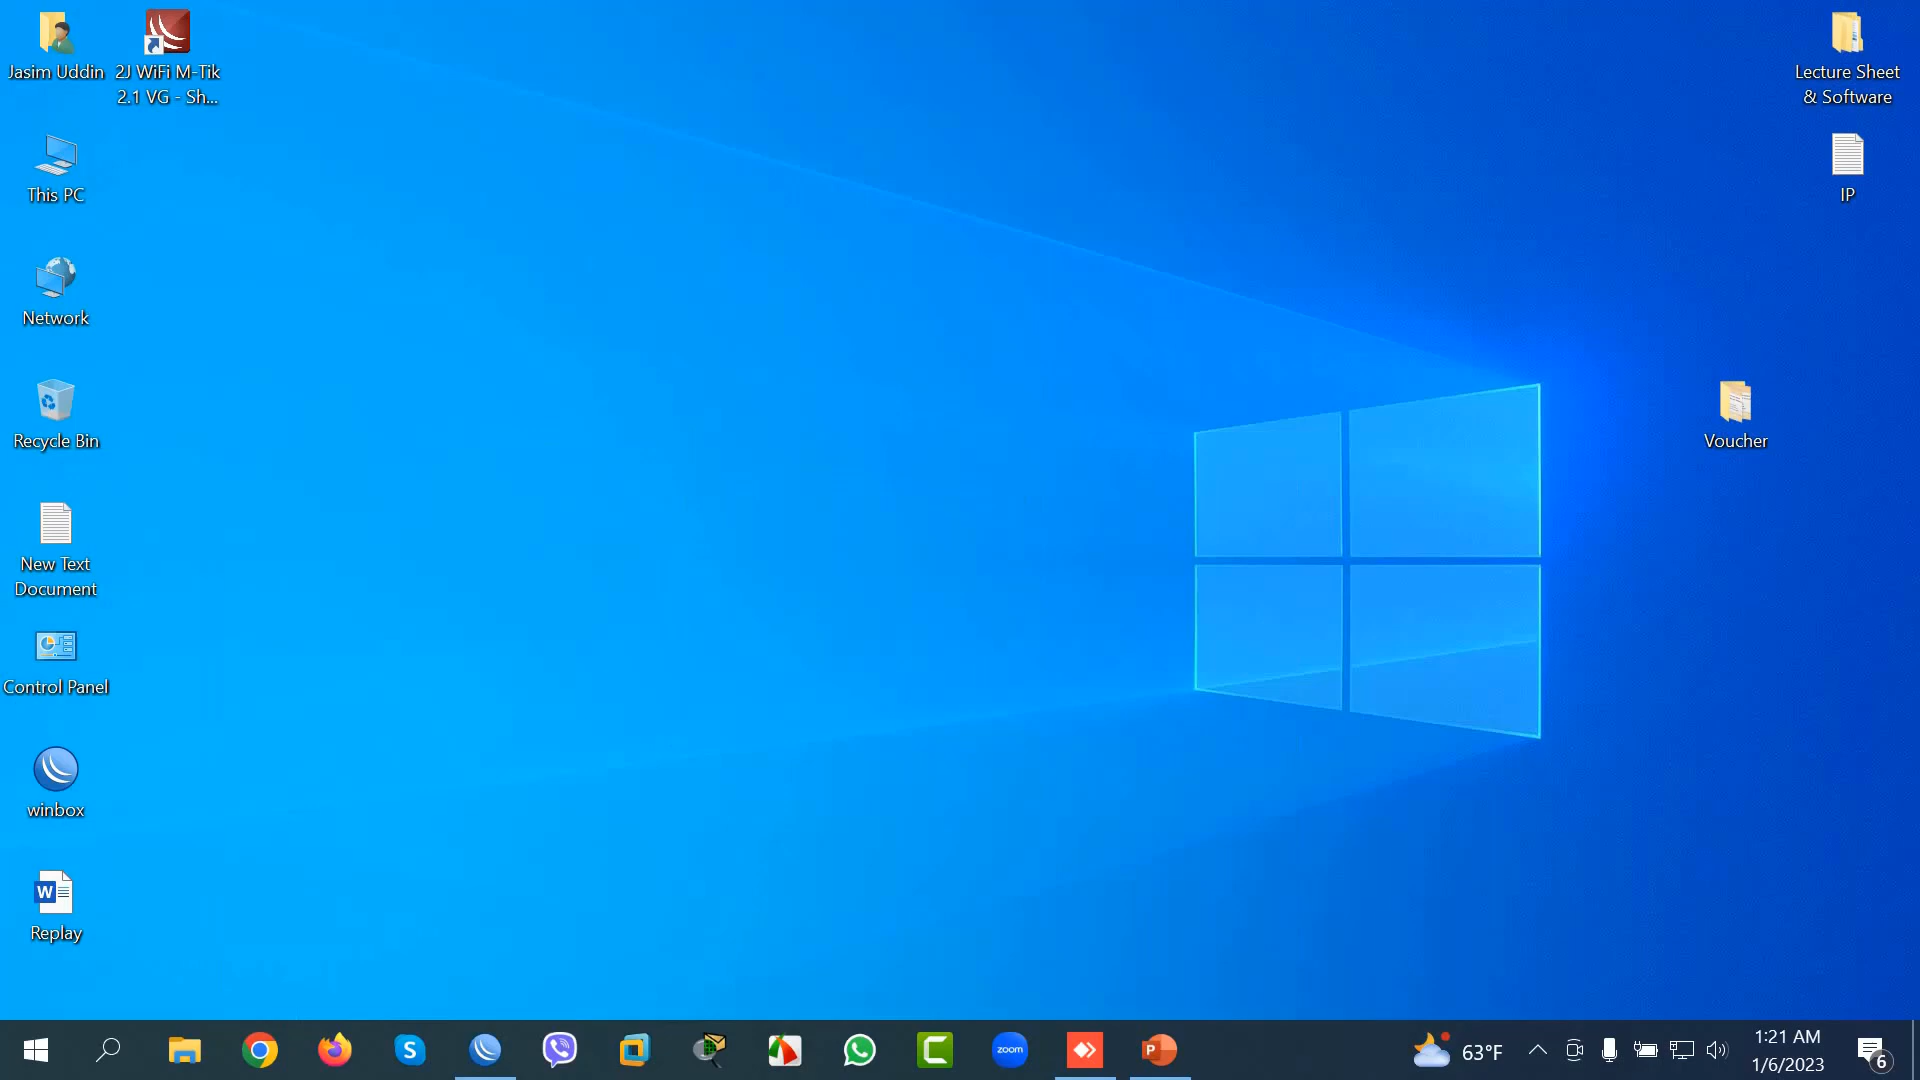 Jasim Uddin
2J WiFi M-Tik
2.1 VG - Sh...
This PC
Network
Recycle Bin
New Text
Document
Control Panel
winbox
W
Replay
Lecture Sheet
& Software
IP
Voucher
S
zoom
P
63°F
1:21 AM
1/6/2023
6